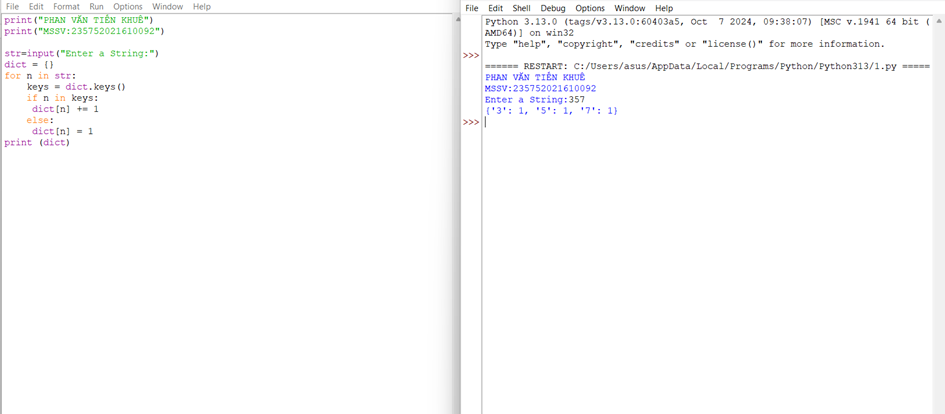 File Edit Format Run Options Window Help
print("PHAN VĂN TIẾN KHUÊ")
print("MSSV:235752021610092")
str=input("Enter a String:")
dict = {}
for n in str:
    keys = dict.keys()
    if n in keys:
     dict[n] += 1
    else:
     dict[n] = 1
print (dict)
File Edit Shell Debug Options Window Help
Python 3.13.0 (tags/v3.13.0:60403a5, Oct  7 2024, 09:38:07) [MSC v.1941 64 bit (
AMD64)] on win32
Type "help", "copyright", "credits" or "license()" for more information.
>>>
====== RESTART: C:/Users/asus/AppData/Local/Programs/Python/Python313/1.py =====
PHAN VĂN TIẾN KHUÊ
MSSV:235752021610092
Enter a String:357
{'3': 1, '5': 1, '7': 1}
>>>